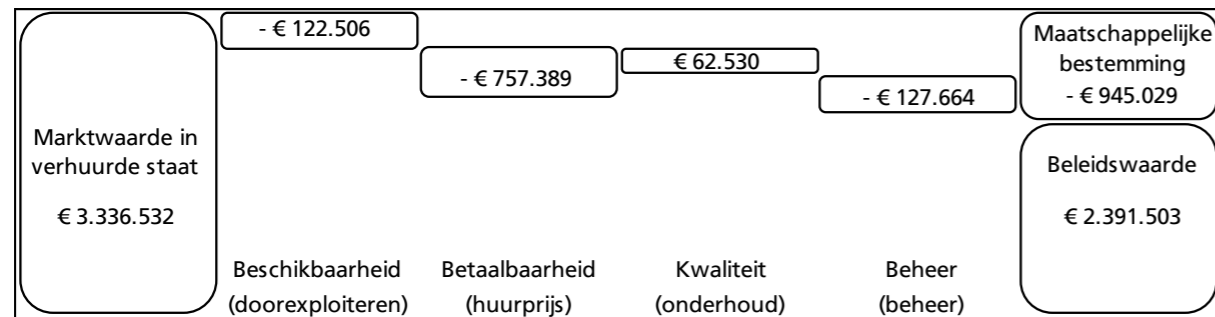 Marktwaarde in
verhuurde staat
€ 3.336.532
- € 122.506
Beschikbaarheid
(doorexploiteren)
- € 757.389
Betaalbaarheid
(huurprijs)
€ 62.530
Kwaliteit
(onderhoud)
- € 127.664
Beheer
(beheer)
Maatschappelijke
bestemming
- € 945.029
Beleidswaarde
€ 2.391.503